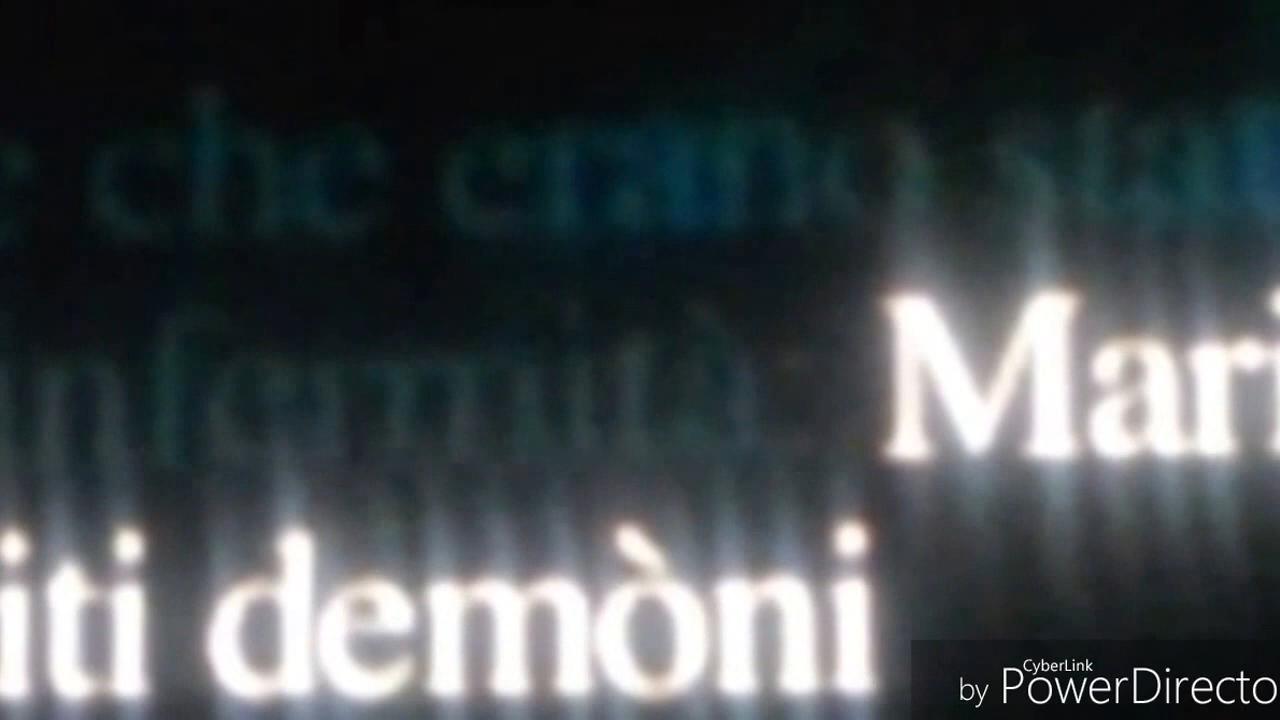 che erano
infermità
Mari
iti demòni
CyberLink
by PowerDirecto